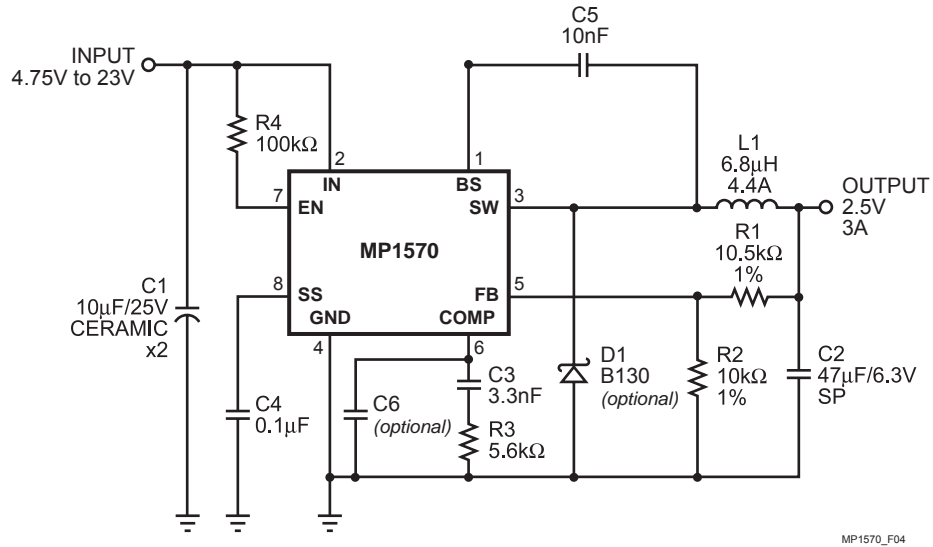 C5
10nF
INPUT
4.75V to 23V
R4
100kΩ
2
IN
1
BS
L1
6.8μH
4.4A
OUTPUT
2.5V
3A
7
EN
3
SW
MP1570
R1
10.5kΩ
1%
8
SS
5
FB
C1
10μF/25V
CERAMIC
x2
GND
4
COMP
6
C4
0.1μF
C6
(optional)
C3
3.3nF
R3
5.6kΩ
D1
B130
(optional)
R2
10kΩ
1%
C2
47μF/6.3V
SP
MP1570_F04